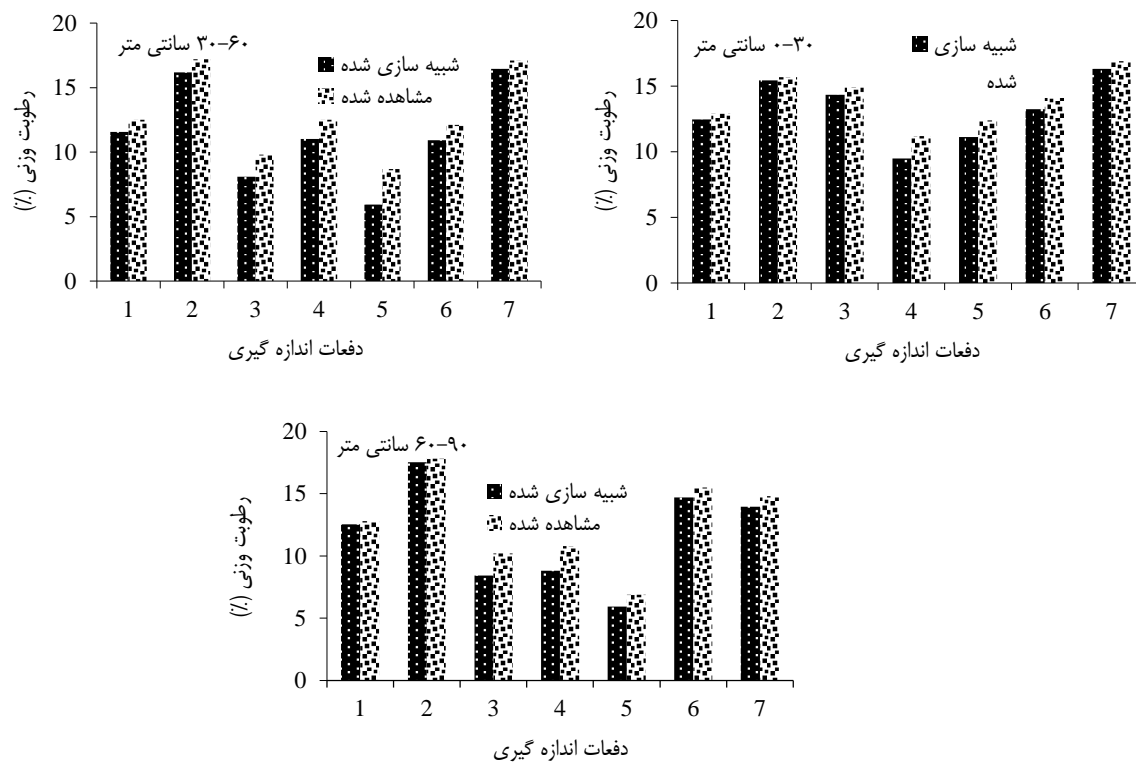 ۰-۳۰ سانتی متر
شبیه سازی شده
رطوبت وزنی (٪)
20
15
10
5
0
1 2 3 4 5 6 7
دفعات اندازه گیری
۳۰-۶۰ سانتی متر
شبیه سازی شده
مشاهده شده
رطوبت وزنی (٪)
20
15
10
5
0
1 2 3 4 5 6 7
دفعات اندازه گیری
۶۰-۹۰ سانتی متر
شبیه سازی شده
مشاهده شده
رطوبت وزنی (٪)
20
15
10
5
0
1 2 3 4 5 6 7
دفعات اندازه گیری